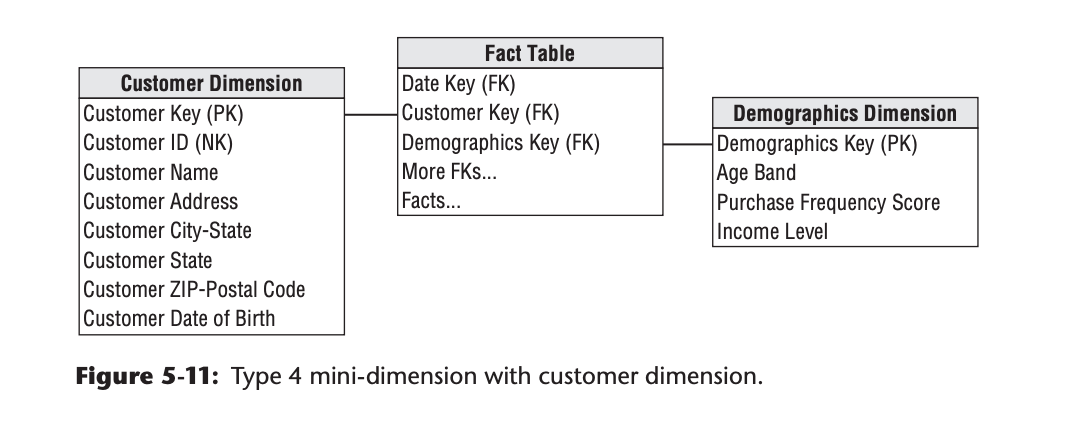 Customer Dimension
Customer Key (PK)
Customer ID (NK)
Customer Name
Customer Address
Customer City-State
Customer State
Customer ZIP-Postal Code
Customer Date of Birth
Fact Table
Date Key (FK)
Customer Key (FK)
Demographics Key (FK)
More FKs...
Facts...
Demographics Dimension
Demographics Key (PK)
Age Band
Purchase Frequency Score
Income Level
Figure 5-11: Type 4 mini-dimension with customer dimension.